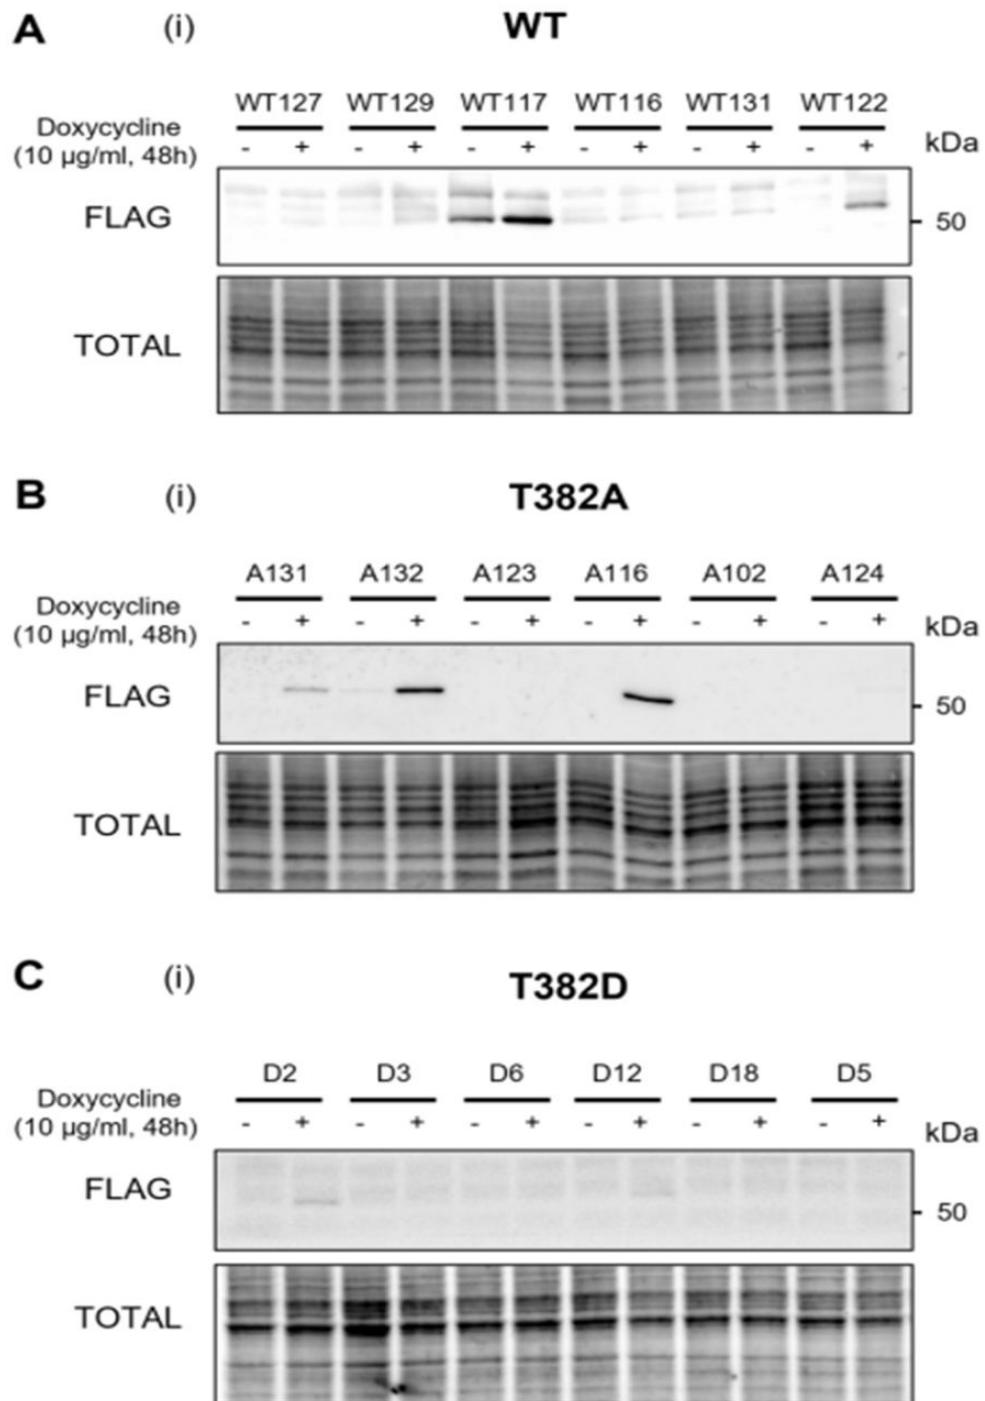 A (i) WT
WT127 WT129 WT117 WT116 WT131 WT122
Doxycycline
(10 µg/ml, 48h) - + - + - + - + - + - + kDa
FLAG 50
TOTAL
B (i) T382A
A131 A132 A123 A116 A102 A124
Doxycycline
(10 µg/ml, 48h) - + - + - + - + - + - + kDa
FLAG 50
TOTAL
C (i) T382D
D2 D3 D6 D12 D18 D5
Doxycycline
(10 µg/ml, 48h) - + - + - + - + - + - + kDa
FLAG 50
TOTAL